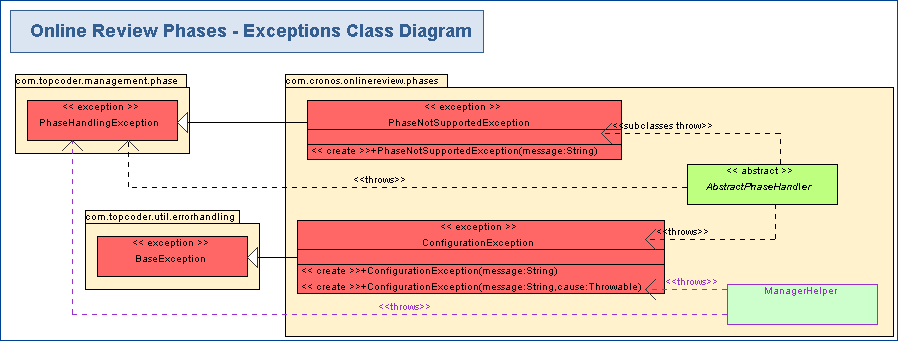 Online Review Phases - Exceptions Class Diagram
com.topcoder.management.phase
com.cronos.onlinereview.phases
<< exception >>
PhaseHandlingException
<< exception >>
PhaseNotSupportedException
<< create >>+PhaseNotSupportedException(message:String)
<<subclasses throw>>
<<throws>>
<< abstract >>
AbstractPhaseHandler
com.topcoder.util.errorhandling
<< exception >>
BaseException
<< exception >>
ConfigurationException
<< create >>+ConfigurationException(message:String)
<< create >>+ConfigurationException(message:String,cause:Throwable)
<<throws>>
<<throws>>
ManagerHelper
<<throws>>